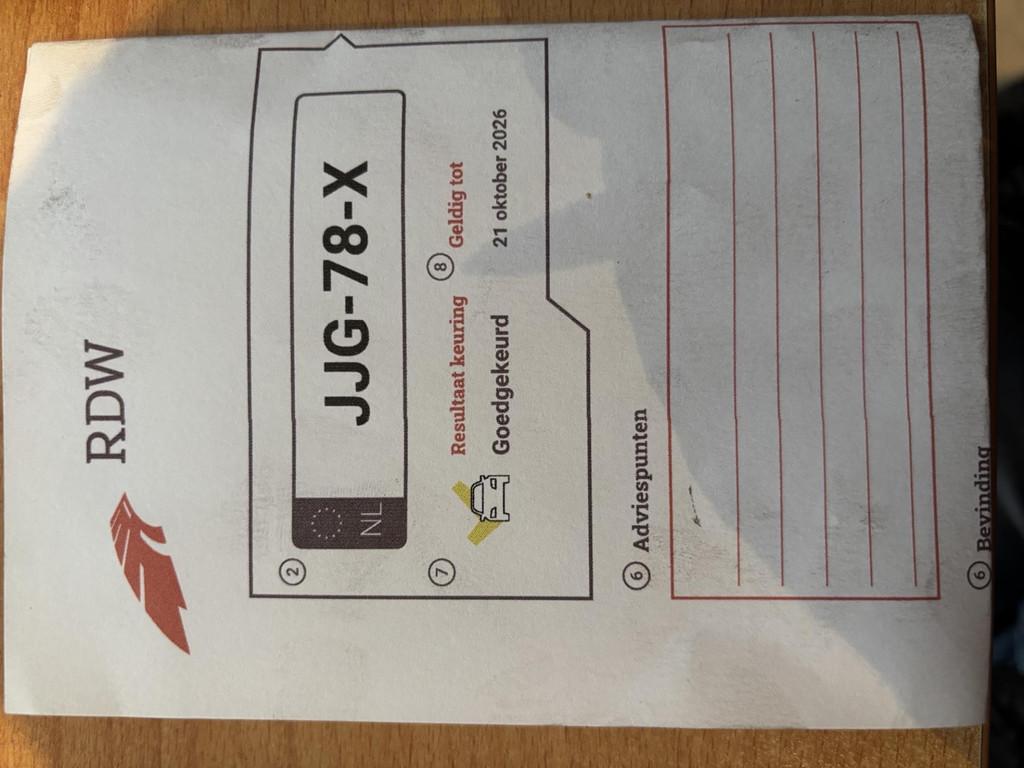 RDW
2
NL
JJG-78-X
7
Resultaat keuring
Goedgekeurd
8
Geldig tot
21 oktober 2026
6 Adviespunten
6 Bevinding